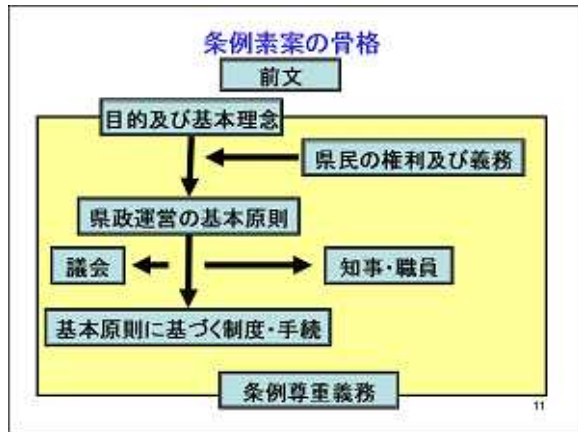 条例素案の骨格
前文
目的及び基本理念
県民の権利及び義務
県政運営の基本原則
議会
知事・職員
基本原則に基づく制度・手続
条例尊重義務
11